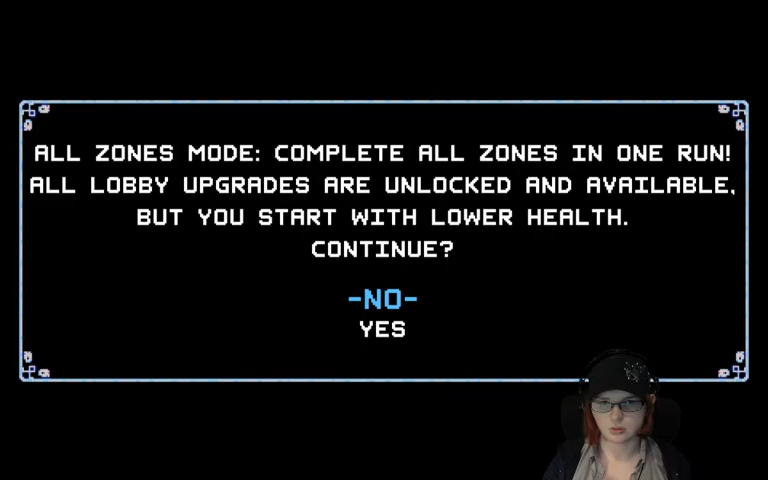 ALL ZONES MODE: COMPLETE ALL ZONES IN ONE RUN!
ALL LOBBY UPGRADES ARE UNLOCKED AND AVAILABLE,
BUT YOU START WITH LOWER HEALTH.
CONTINUE?
-NO-
YES